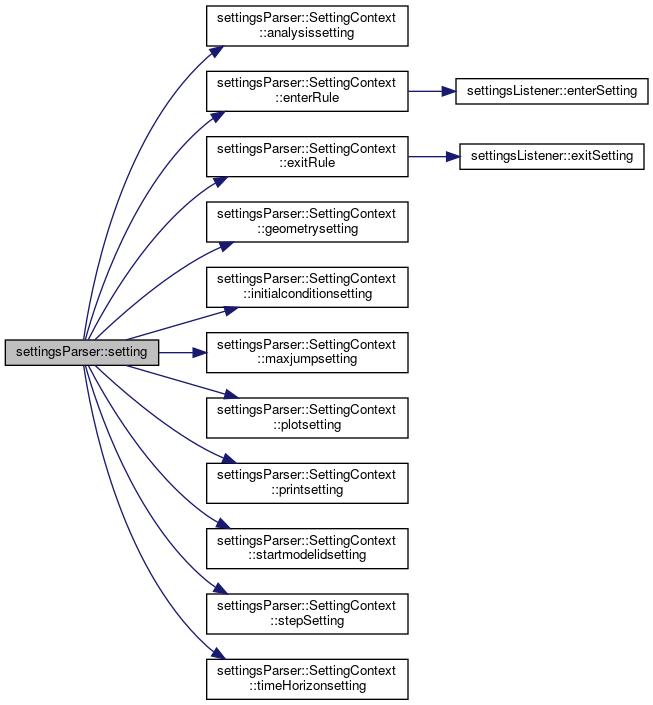 settingsParser::SettingContext
::analysissetting
settingsParser::SettingContext
::enterRule
settingsListener::enterSetting
settingsParser::SettingContext
::exitRule
settingsListener::exitSetting
settingsParser::SettingContext
::geometrysetting
settingsParser::SettingContext
::initialconditionsetting
settingsParser::setting
settingsParser::SettingContext
::maxjumpsetting
settingsParser::SettingContext
::plotsetting
settingsParser::SettingContext
::printsetting
settingsParser::SettingContext
::startmodelidsetting
settingsParser::SettingContext
::stepSetting
settingsParser::SettingContext
::timeHorizonsetting